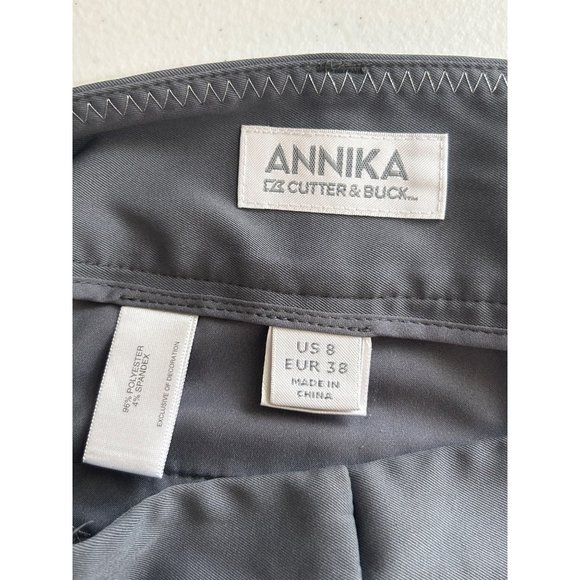 ANNIKA
CUTTER & BUCK
US 8
EUR 38
MADE IN
CHINA
96% POLYESTER
4% SPANDEX
EXCLUSIVE OF DECORATION